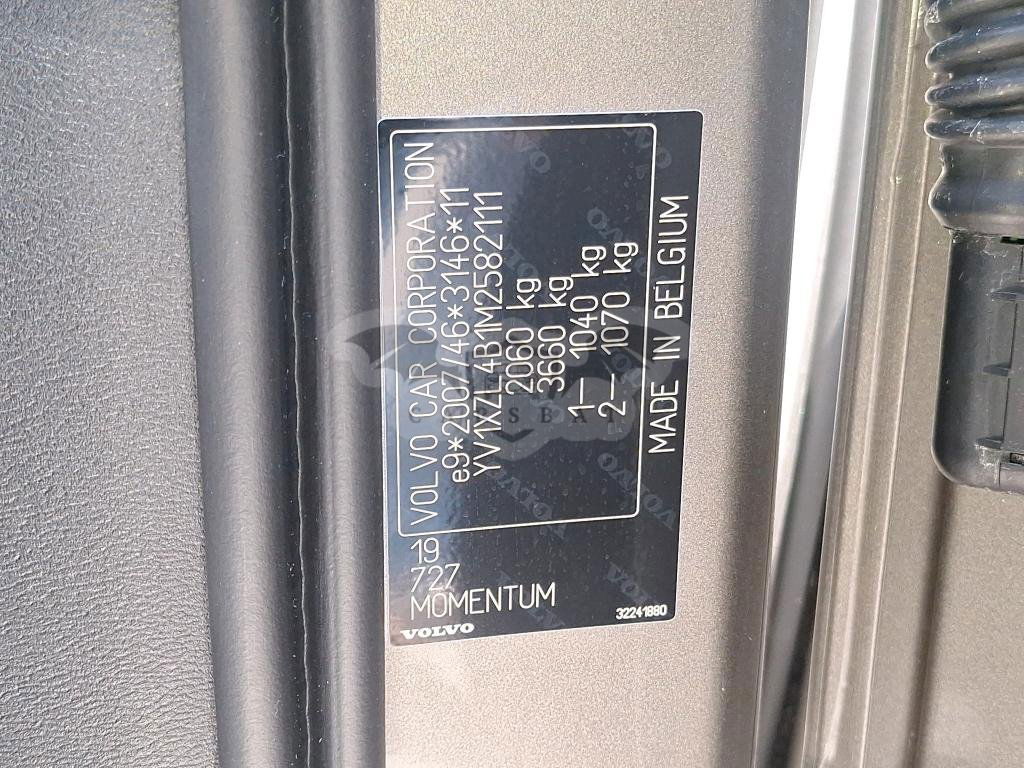 VOLVO CAR CORPORATION
e9*2007/46*3146*11
YV1XZL4B1M2582111
2060 kg
3660 kg
1— 1040 kg
2— 1070 kg
MADE IN BELGIUM
19
727
MOMENTUM
VOLVO
32241880